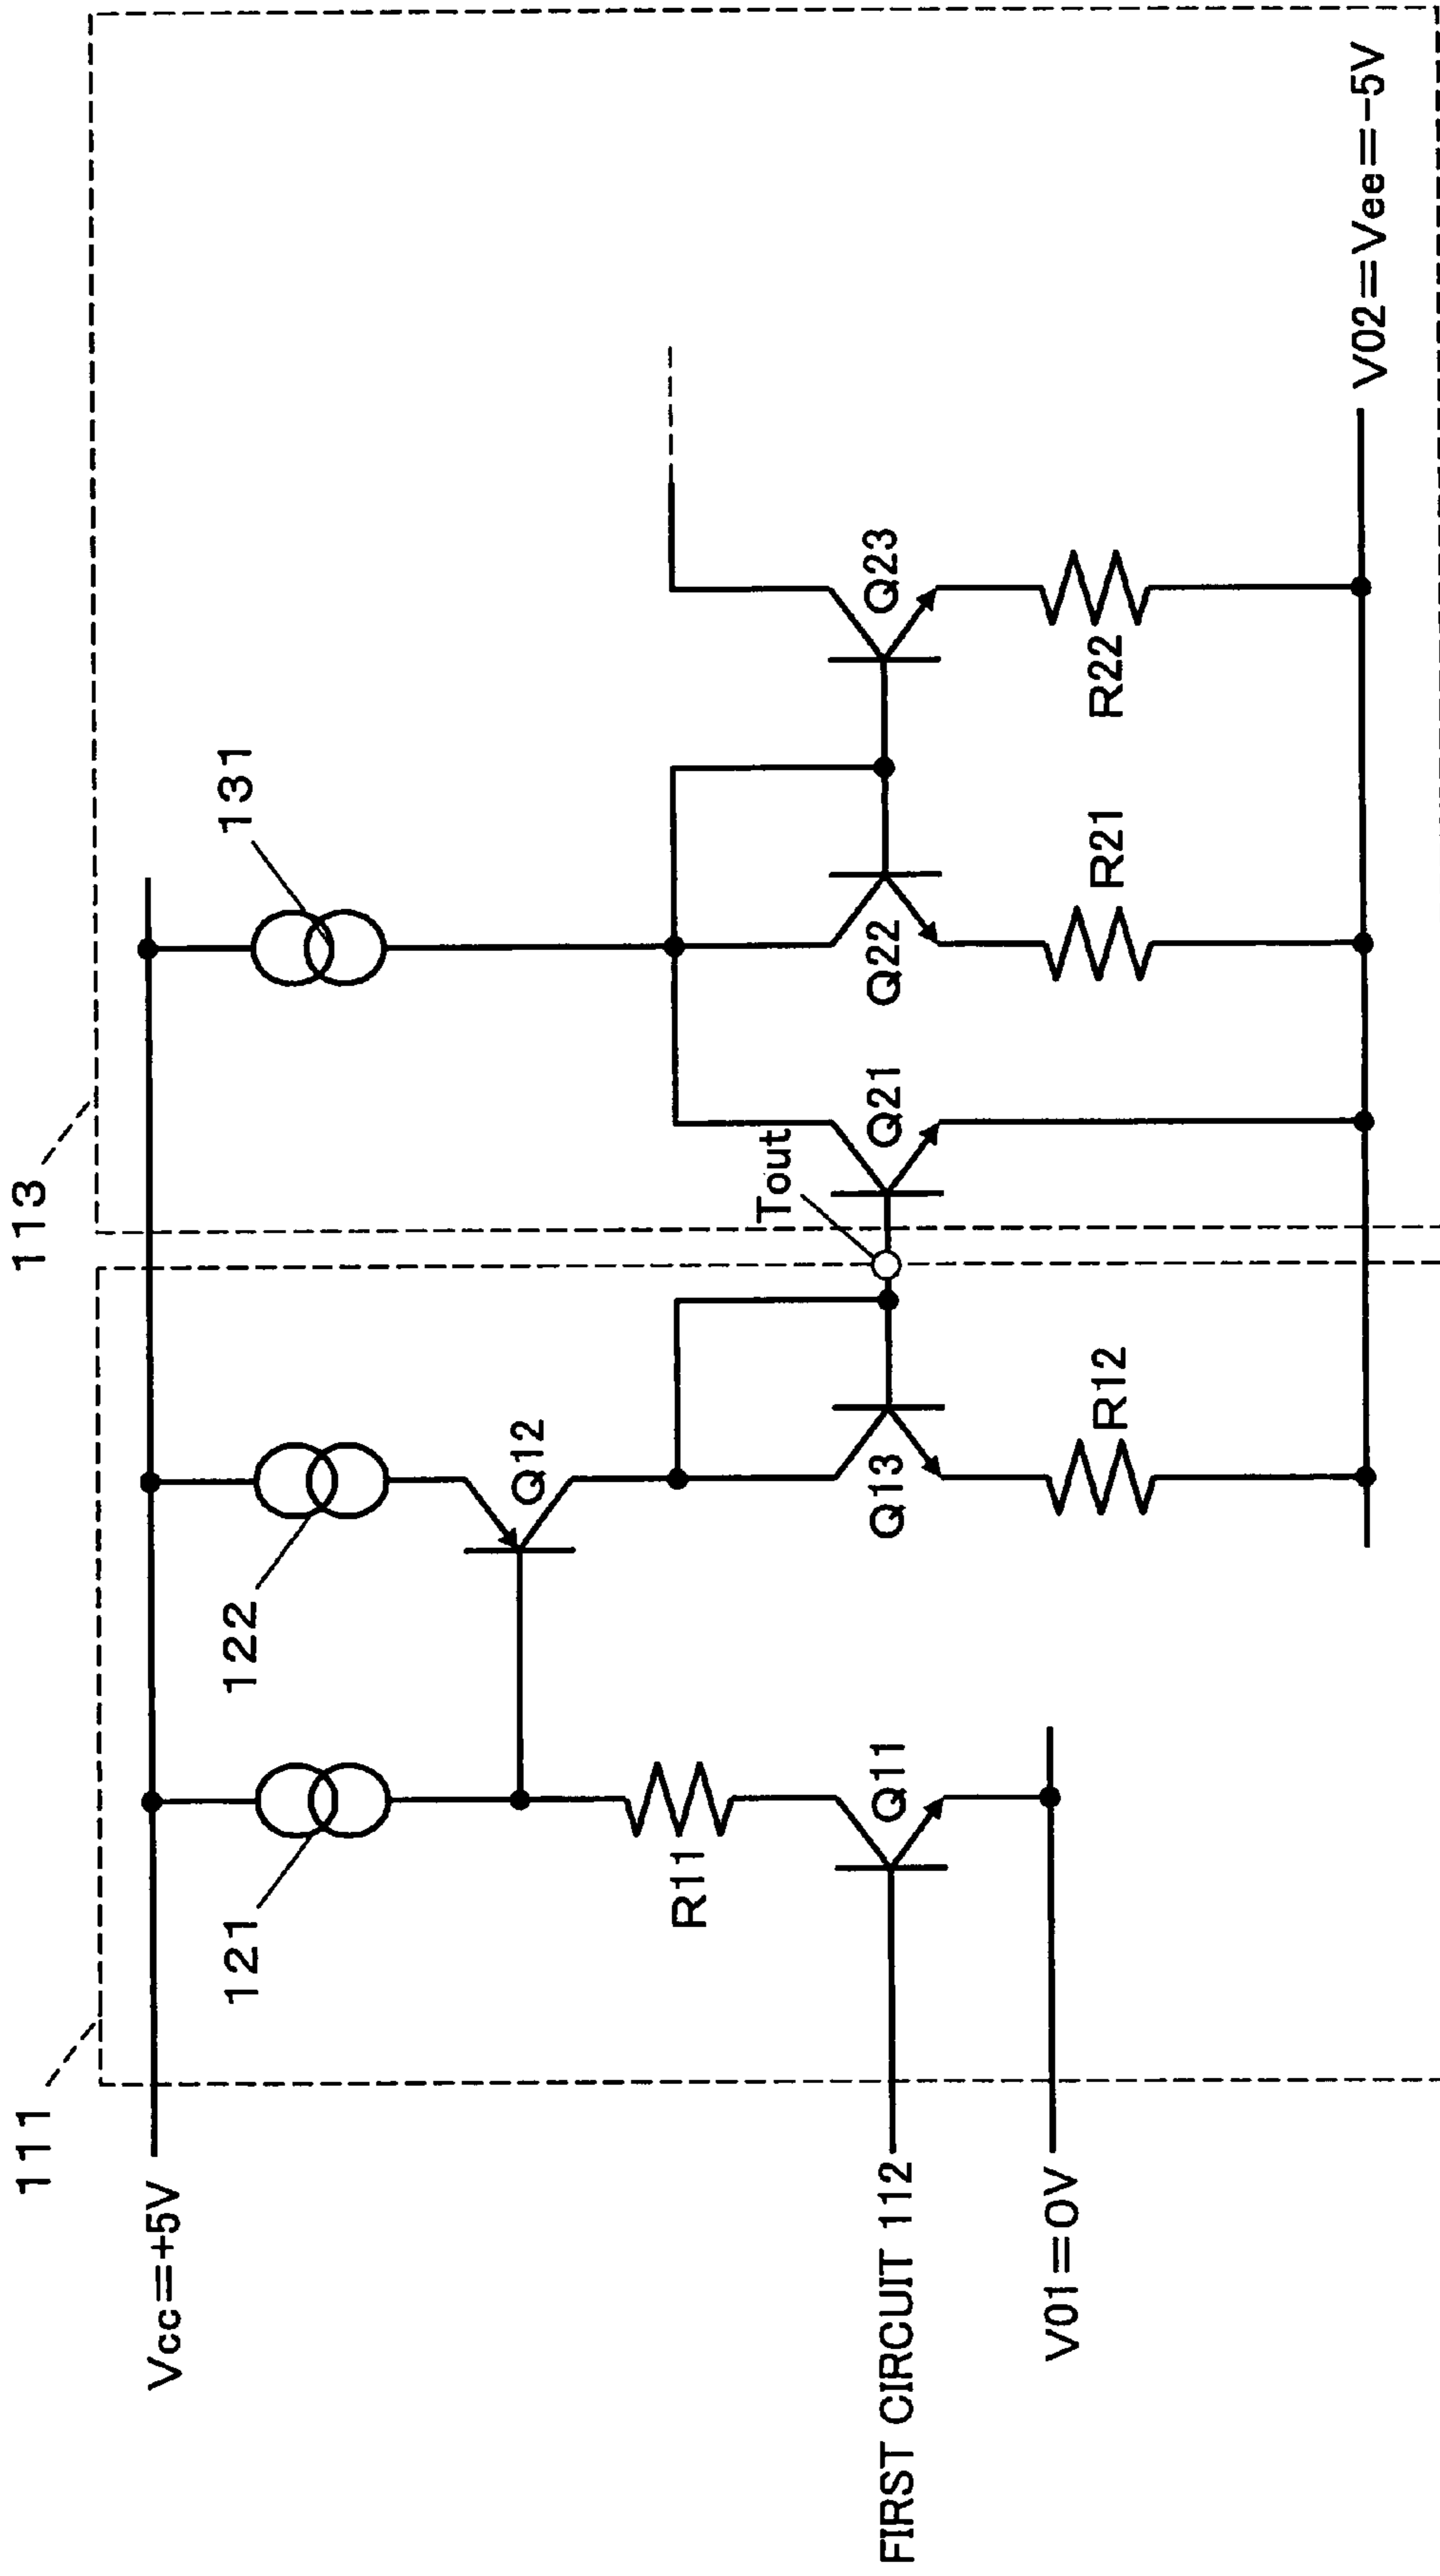 111
113
Vcc=+5V
121
122
131
Q12
R11
Q11
FIRST CIRCUIT 112
V01=0V
Q13
R12
Tout
Q21
Q22
R21
Q23
R22
V02=Vee=-5V